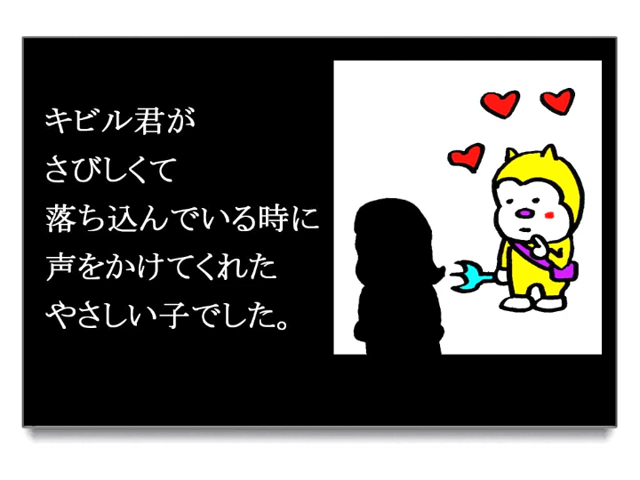 キビル君が
さびしくて
落ち込んでいる時に
声をかけてくれた
やさしい子でした。